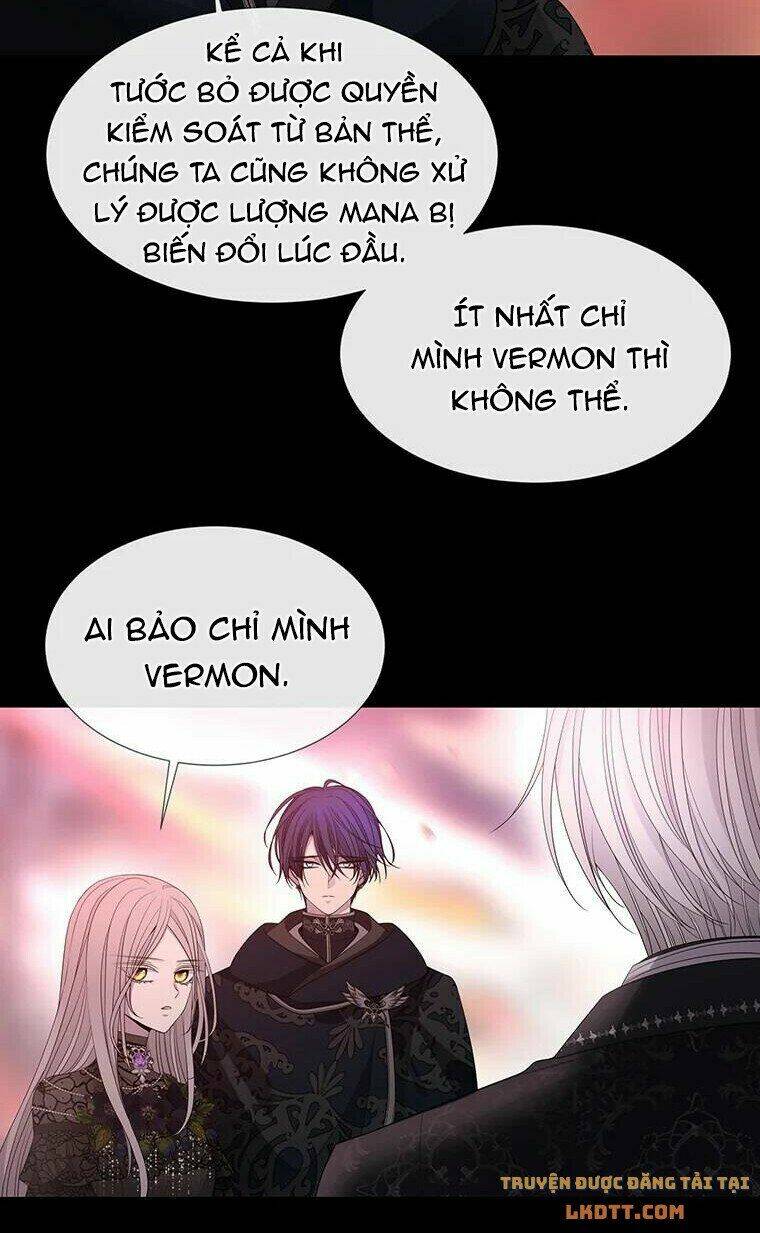 KỂ CẢ KHI
TƯỚC BỎ ĐƯỢC QUYỀN
KIỂM SOÁT TỪ BẢN THỂ,
CHÚNG TA CŨNG KHÔNG XỬ
LÝ ĐƯỢC LƯỢNG MANA BỊ
BIẾN ĐỔI LÚC ĐẦU.
ÍT NHẤT CHỈ
MÌNH VERMON THÌ
KHÔNG THỂ.
AI BẢO CHỈ MÌNH
VERMON.
TRUYỆN ĐƯỢC ĐĂNG TẢI TẠI
LKDTT.COM